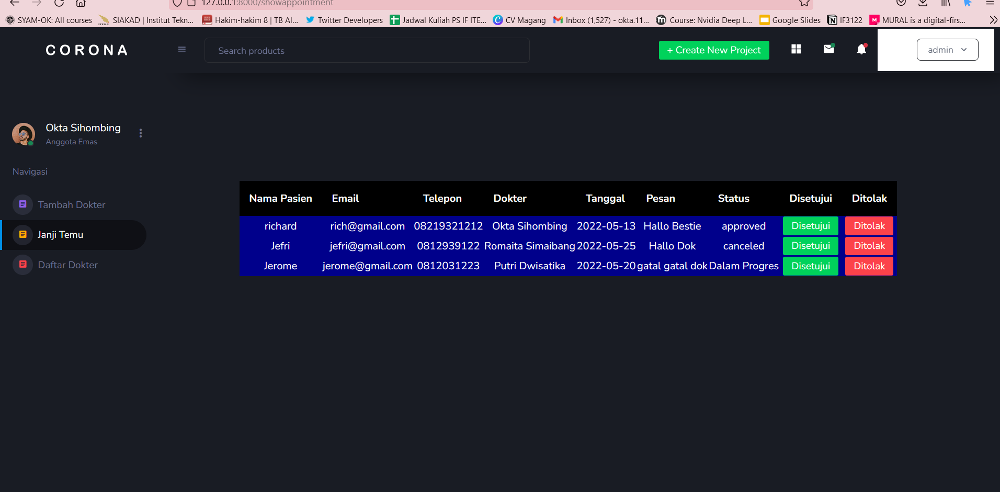 127.0.0.1:8000/showappointment
SYAM-OK: All courses SIAKAD | Institut Tekn... Hakim-hakim 8 | TB Al... Twitter Developers Jadwal Kuliah PS IF ITE... CV Magang Inbox (1,527) - okta.11... Course: Nvidia Deep L... Google Slides IF3122 MURAL is a digital-firs...
CORONA Search products + Create New Project admin
Okta Sihombing
Anggota Emas
Navigasi
Tambah Dokter
Janji Temu
Daftar Dokter
Nama Pasien Email Telepon Dokter Tanggal Pesan Status Disetujui Ditolak
richard rich@gmail.com 08219321212 Okta Sihombing 2022-05-13 Hallo Bestie approved Disetujui Ditolak
Jefri jefri@gmail.com 0812939122 Romaita Simaibang 2022-05-25 Hallo Dok canceled Disetujui Ditolak
Jerome jerome@gmail.com 0812031223 Putri Dwisatika 2022-05-20 gatal gatal dok Dalam Progres Disetujui Ditolak